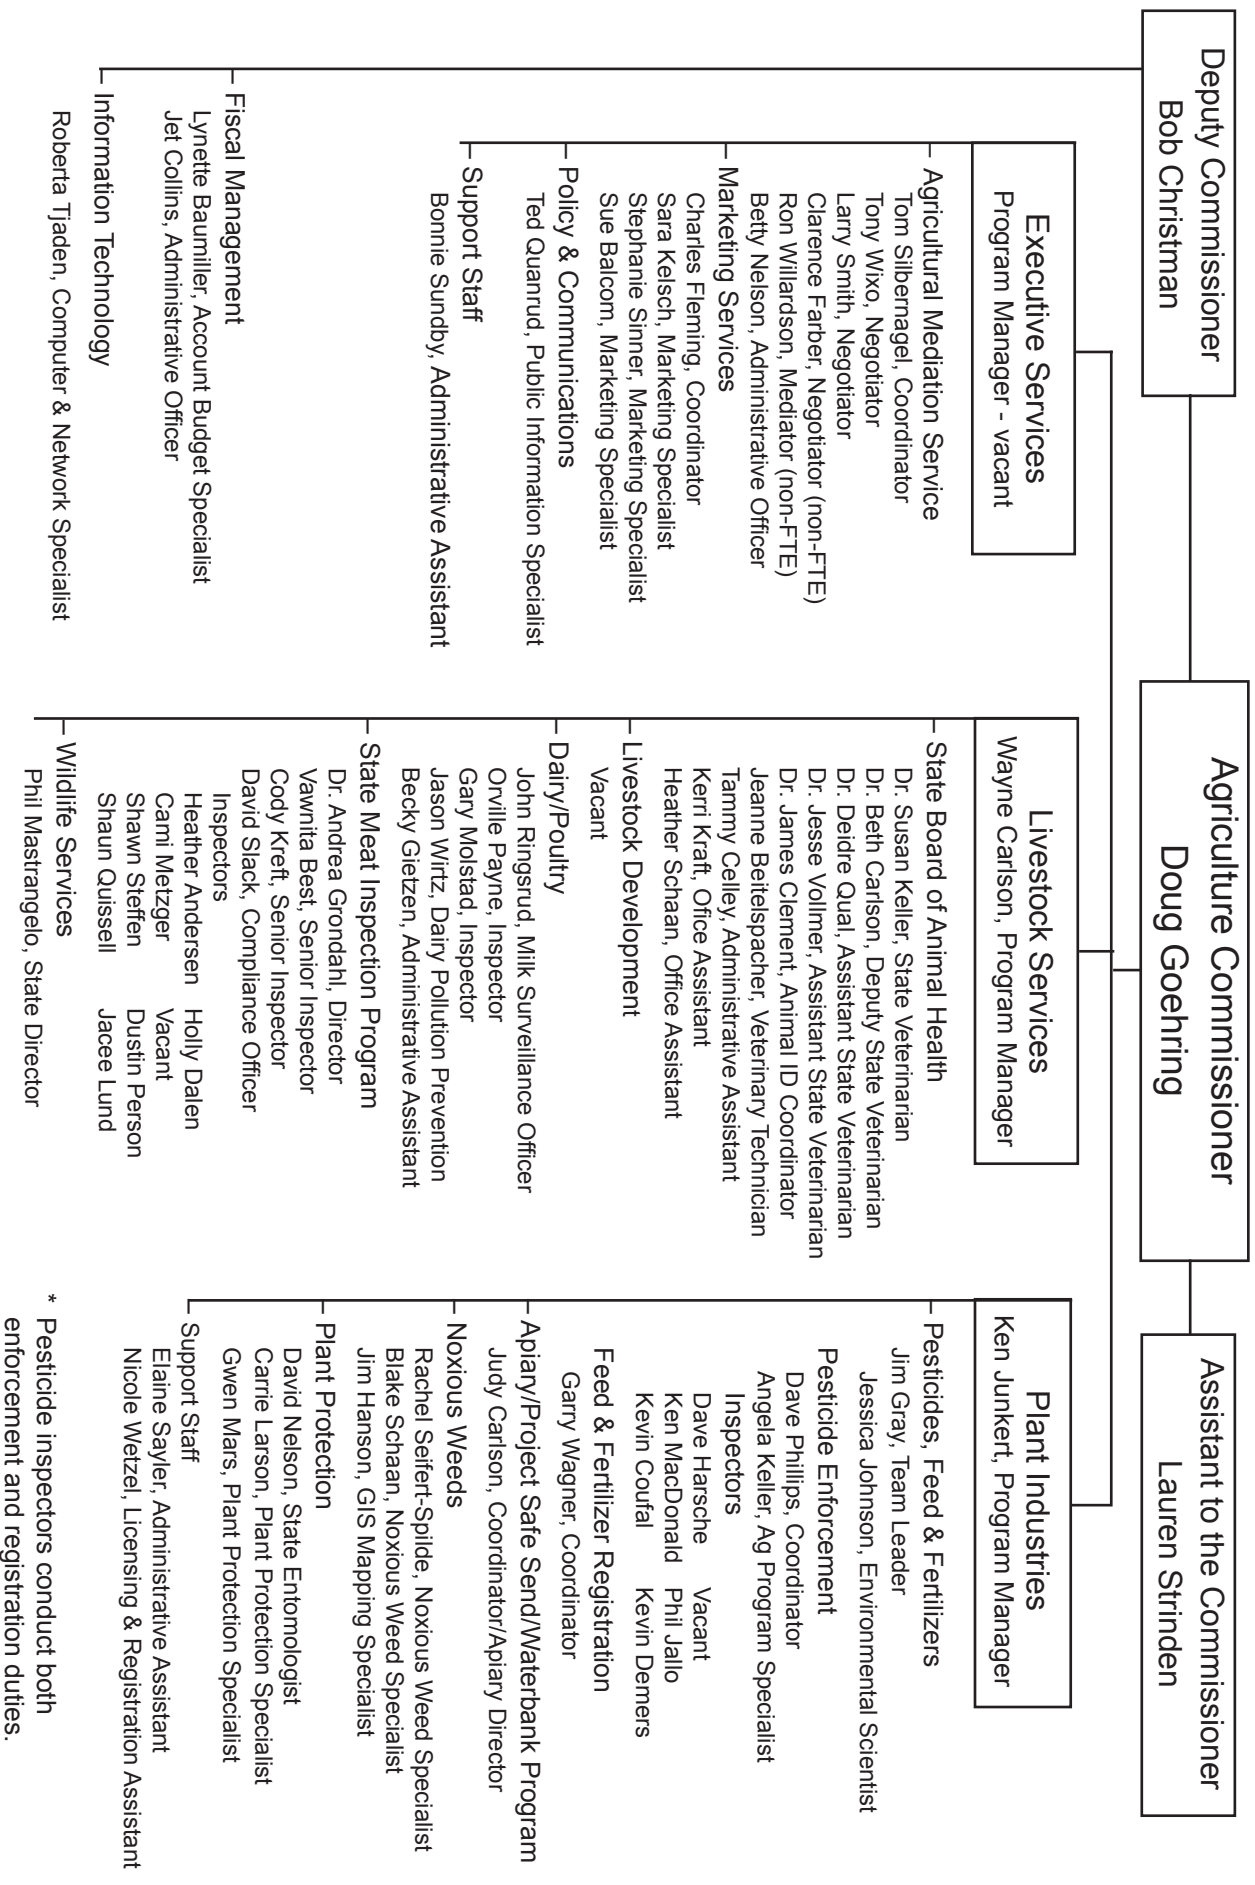 Deputy Commissioner
Bob Christman
Agriculture Commissioner
Doug Goehring
Assistant to the Commissioner
Lauren Strinden
Executive Services
Program Manager - vacant
Agricultural Mediation Service
Tom Silbernagel, Coordinator
Tony Wixo, Negotiator
Larry Smith, Negotiator
Clarence Farber, Negotiator (non-FTE)
Ron Willardson, Mediator (non-FTE)
Betty Nelson, Administrative Officer
Marketing Services
Charles Fleming, Coordinator
Sara Kelsch, Marketing Specialist
Stephanie Sinner, Marketing Specialist
Sue Balcom, Marketing Specialist
Policy & Communications
Ted Quanrud, Public Information Specialist
Support Staff
Bonnie Sundby, Administrative Assistant
Fiscal Management
Lynette Baumiller, Account Budget Specialist
Jet Collins, Administrative Officer
Information Technology
Roberta Tjaden, Computer & Network Specialist
Livestock Services
Wayne Carlson, Program Manager
State Board of Animal Health
Dr. Susan Keller, State Veterinarian
Dr. Beth Carlson, Deputy State Veterinarian
Dr. Deidre Qual, Assistant State Veterinarian
Dr. Jesse Vollmer, Assistant State Veterinarian
Dr. James Clement, Animal ID Coordinator
Jeanne Beitelspacher, Veterinary Technician
Tammy Celley, Administrative Assistant
Kerri Kraft, Ofice Assistant
Heather Schaan, Office Assistant
Livestock Development
Vacant
Dairy/Poultry
John Ringsrud, Milk Surveillance Officer
Orville Payne, Inspector
Gary Molstad, Inspector
Jason Wirtz, Dairy Pollution Prevention
Becky Gietzen, Administrative Assistant
State Meat Inspection Program
Dr. Andrea Grondahl, Director
Vawnita Best, Senior Inspector
Cody Kreft, Senior Inspector
David Slack, Compliance Officer
Inspectors
Heather Andersen Holly Dalen
Cami Metzger Vacant
Shawn Steffen Dustin Person
Shaun Quissell Jacee Lund
Wildlife Services
Phil Mastrangelo, State Director
Plant Industries
Ken Junkert, Program Manager
Pesticides, Feed & Fertilizers
Jim Gray, Team Leader
Jessica Johnson, Environmental Scientist
Pesticide Enforcement
Dave Phillips, Coordinator
Angela Keller, Ag Program Specialist
Inspectors
Dave Harsche Vacant
Ken MacDonald Phil Jallo
Kevin Coufal Kevin Demers
Feed & Fertilizer Registration
Garry Wagner, Coordinator
Apiary/Project Safe Send/Waterbank Program
Judy Carlson, Coordinator/Apiary Director
Noxious Weeds
Rachel Seifert-Spilde, Noxious Weed Specialist
Blake Schaan, Noxious Weed Specialist
Jim Hanson, GIS Mapping Specialist
Plant Protection
David Nelson, State Entomologist
Carrie Larson, Plant Protection Specialist
Gwen Mars, Plant Protection Specialist
Support Staff
Elaine Sayler, Administrative Assistant
Nicole Wetzel, Licensing & Registration Assistant
* Pesticide inspectors conduct both
enforcement and registration duties.